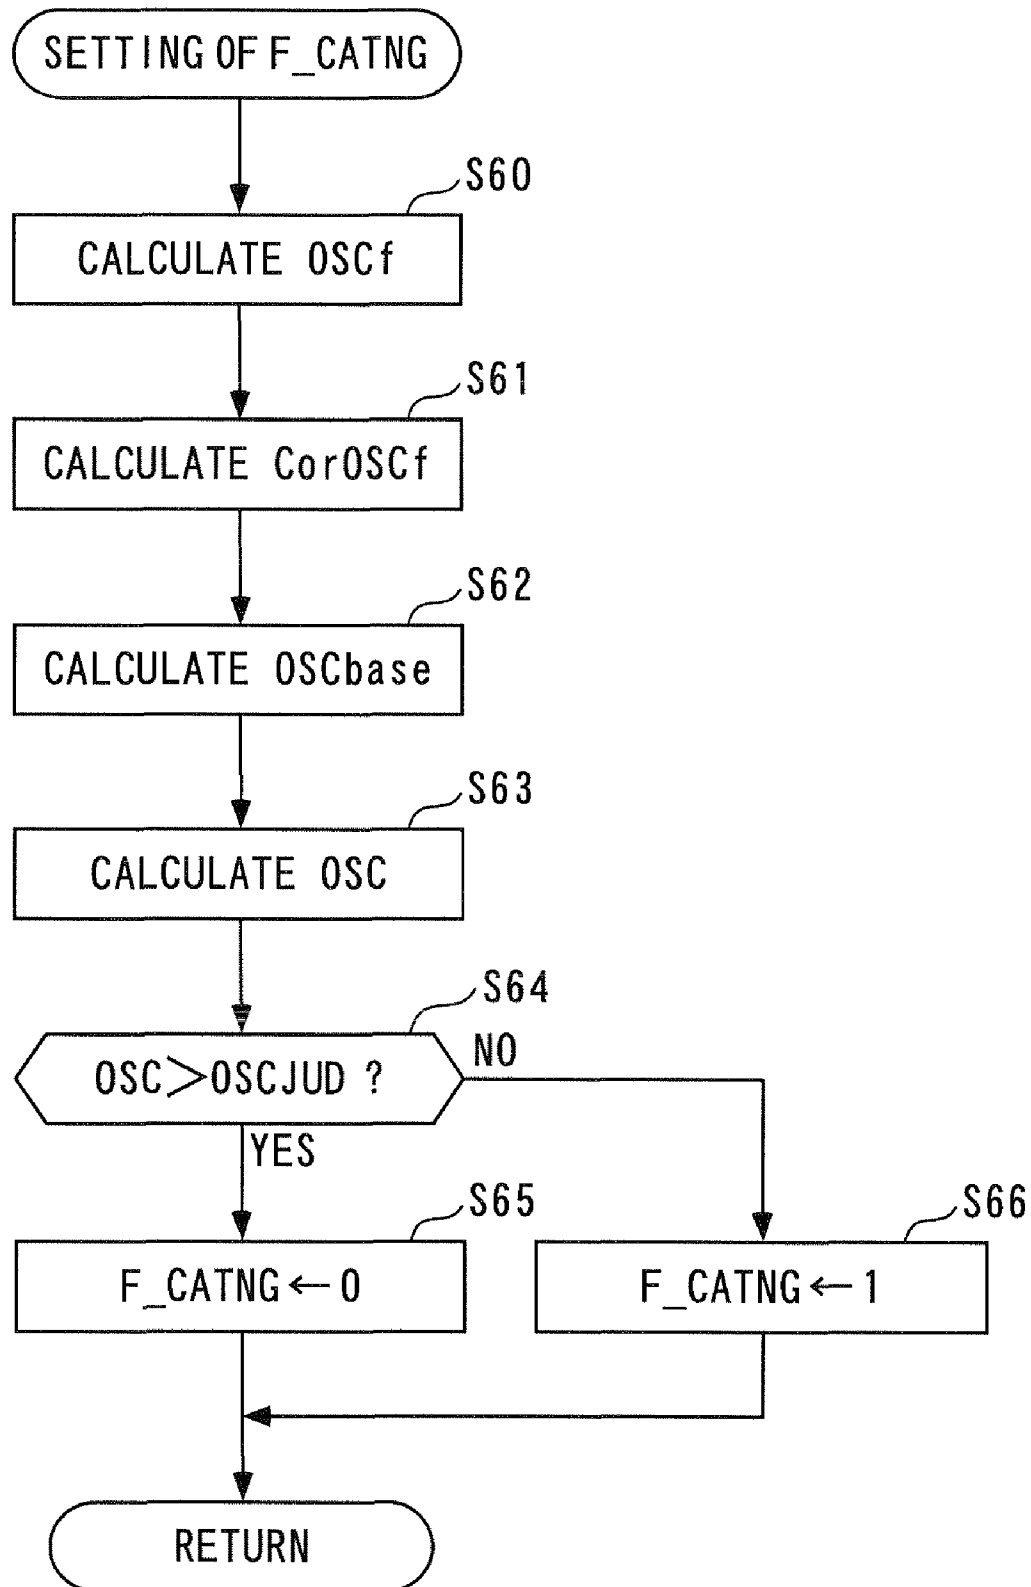 SETTING OF F_CATNG
S60
CALCULATE OSCf
S61
CALCULATE CorOSCf
S62
CALCULATE OSCbase
S63
CALCULATE OSC
S64
OSC>OSCJUD ?
NO
YES
S65
S66
F_CATNG←0
F_CATNG←1
RETURN